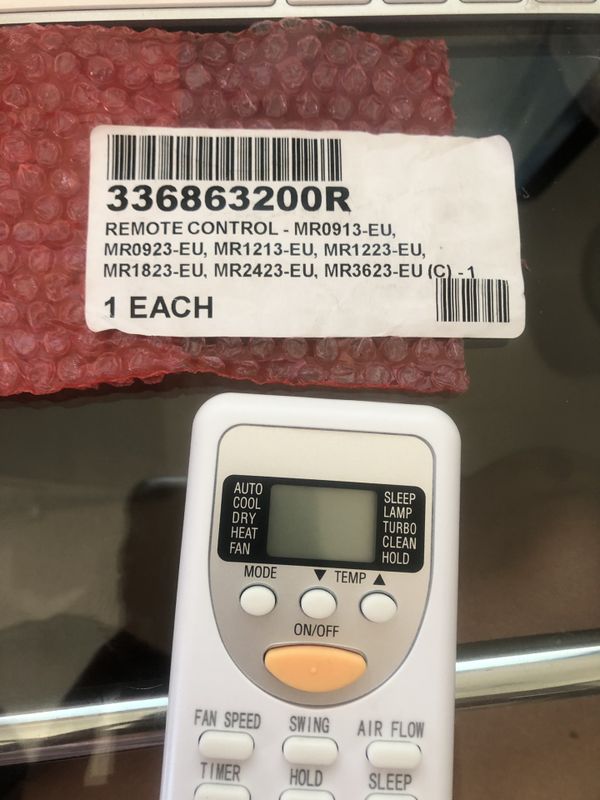 336863200R
REMOTE CONTROL - MR0913-EU,
MR0923-EU, MR1213-EU, MR1223-EU,
MR1823-EU, MR2423-EU, MR3623-EU (C) - 1
1 EACH
AUTO
COOL
DRY
HEAT
FAN
SLEEP
LAMP
TURBO
CLEAN
HOLD
MODE ▼ TEMP ▲
ON/OFF
FAN SPEED SWING AIR FLOW
TIMER HOLD SLEEP